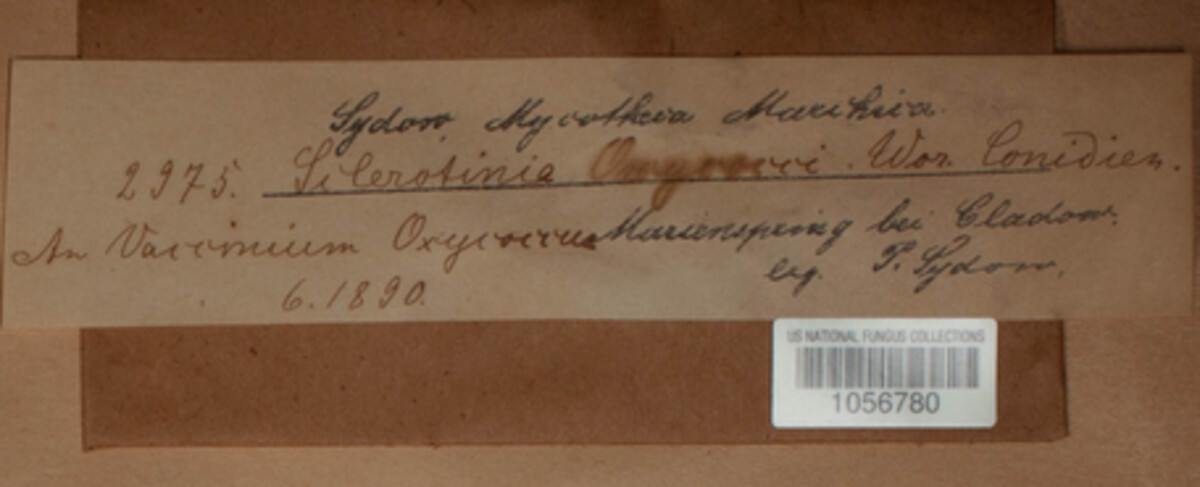 Sydow, Mycotheca Marchica.
2975. Sclerotinia Oxycocci. Wor. Conidien.
An Vaccinium Oxycoccus Marienspring bei Cladow.
6.1890. leg. P. Sydow.
US NATIONAL FUNGUS COLLECTIONS
1056780